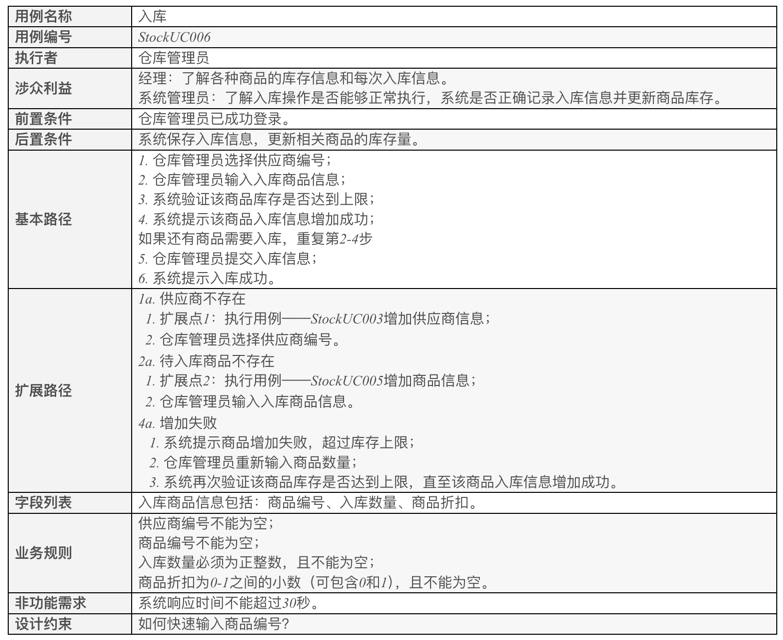 用例名称 入库
用例编号 StockUC006
执行者 仓库管理员
涉众利益 经理：了解各种商品的库存信息和每次入库信息。
系统管理员：了解入库操作是否能够正常执行，系统是否正确记录入库信息并更新商品库存。
前置条件 仓库管理员已成功登录。
后置条件 系统保存入库信息，更新相关商品的库存量。
基本路径
1. 仓库管理员选择供应商编号；
2. 仓库管理员输入入库商品信息；
3. 系统验证该商品库存是否达到上限；
4. 系统提示该商品入库信息增加成功；
如果还有商品需要入库，重复第2-4步
5. 仓库管理员提交入库信息；
6. 系统提示入库成功。
扩展路径
1a. 供应商不存在
1. 扩展点1：执行用例——StockUC003增加供应商信息；
2. 仓库管理员选择供应商编号。
2a. 待入库商品不存在
1. 扩展点2：执行用例——StockUC005增加商品信息；
2. 仓库管理员输入入库商品信息。
4a. 增加失败
1. 系统提示商品增加失败，超过库存上限；
2. 仓库管理员重新输入商品数量；
3. 系统再次验证该商品库存是否达到上限，直至该商品入库信息增加成功。
字段列表 入库商品信息包括：商品编号、入库数量、商品折扣。
业务规则
供应商编号不能为空；
商品编号不能为空；
入库数量必须为正整数，且不能为空；
商品折扣为0-1之间的小数（可包含0和1），且不能为空。
非功能需求 系统响应时间不能超过30秒。
设计约束 如何快速输入商品编号？